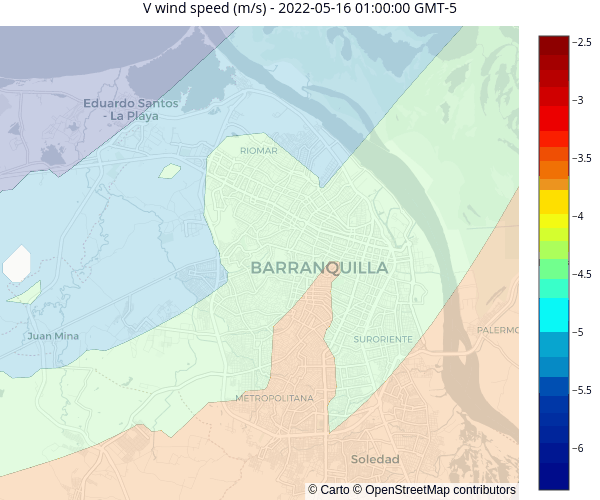 V wind speed (m/s) - 2022-05-16 01:00:00 GMT-5
Eduardo Santos
- La Playa
RIOMAR
BARRANQUILLA
Juan Mina
SURORIENTE
PALERMO
METROPOLITANA
Soledad
© Carto © OpenStreetMap contributors
−2.5
−3
−3.5
−4
−4.5
−5
−5.5
−6